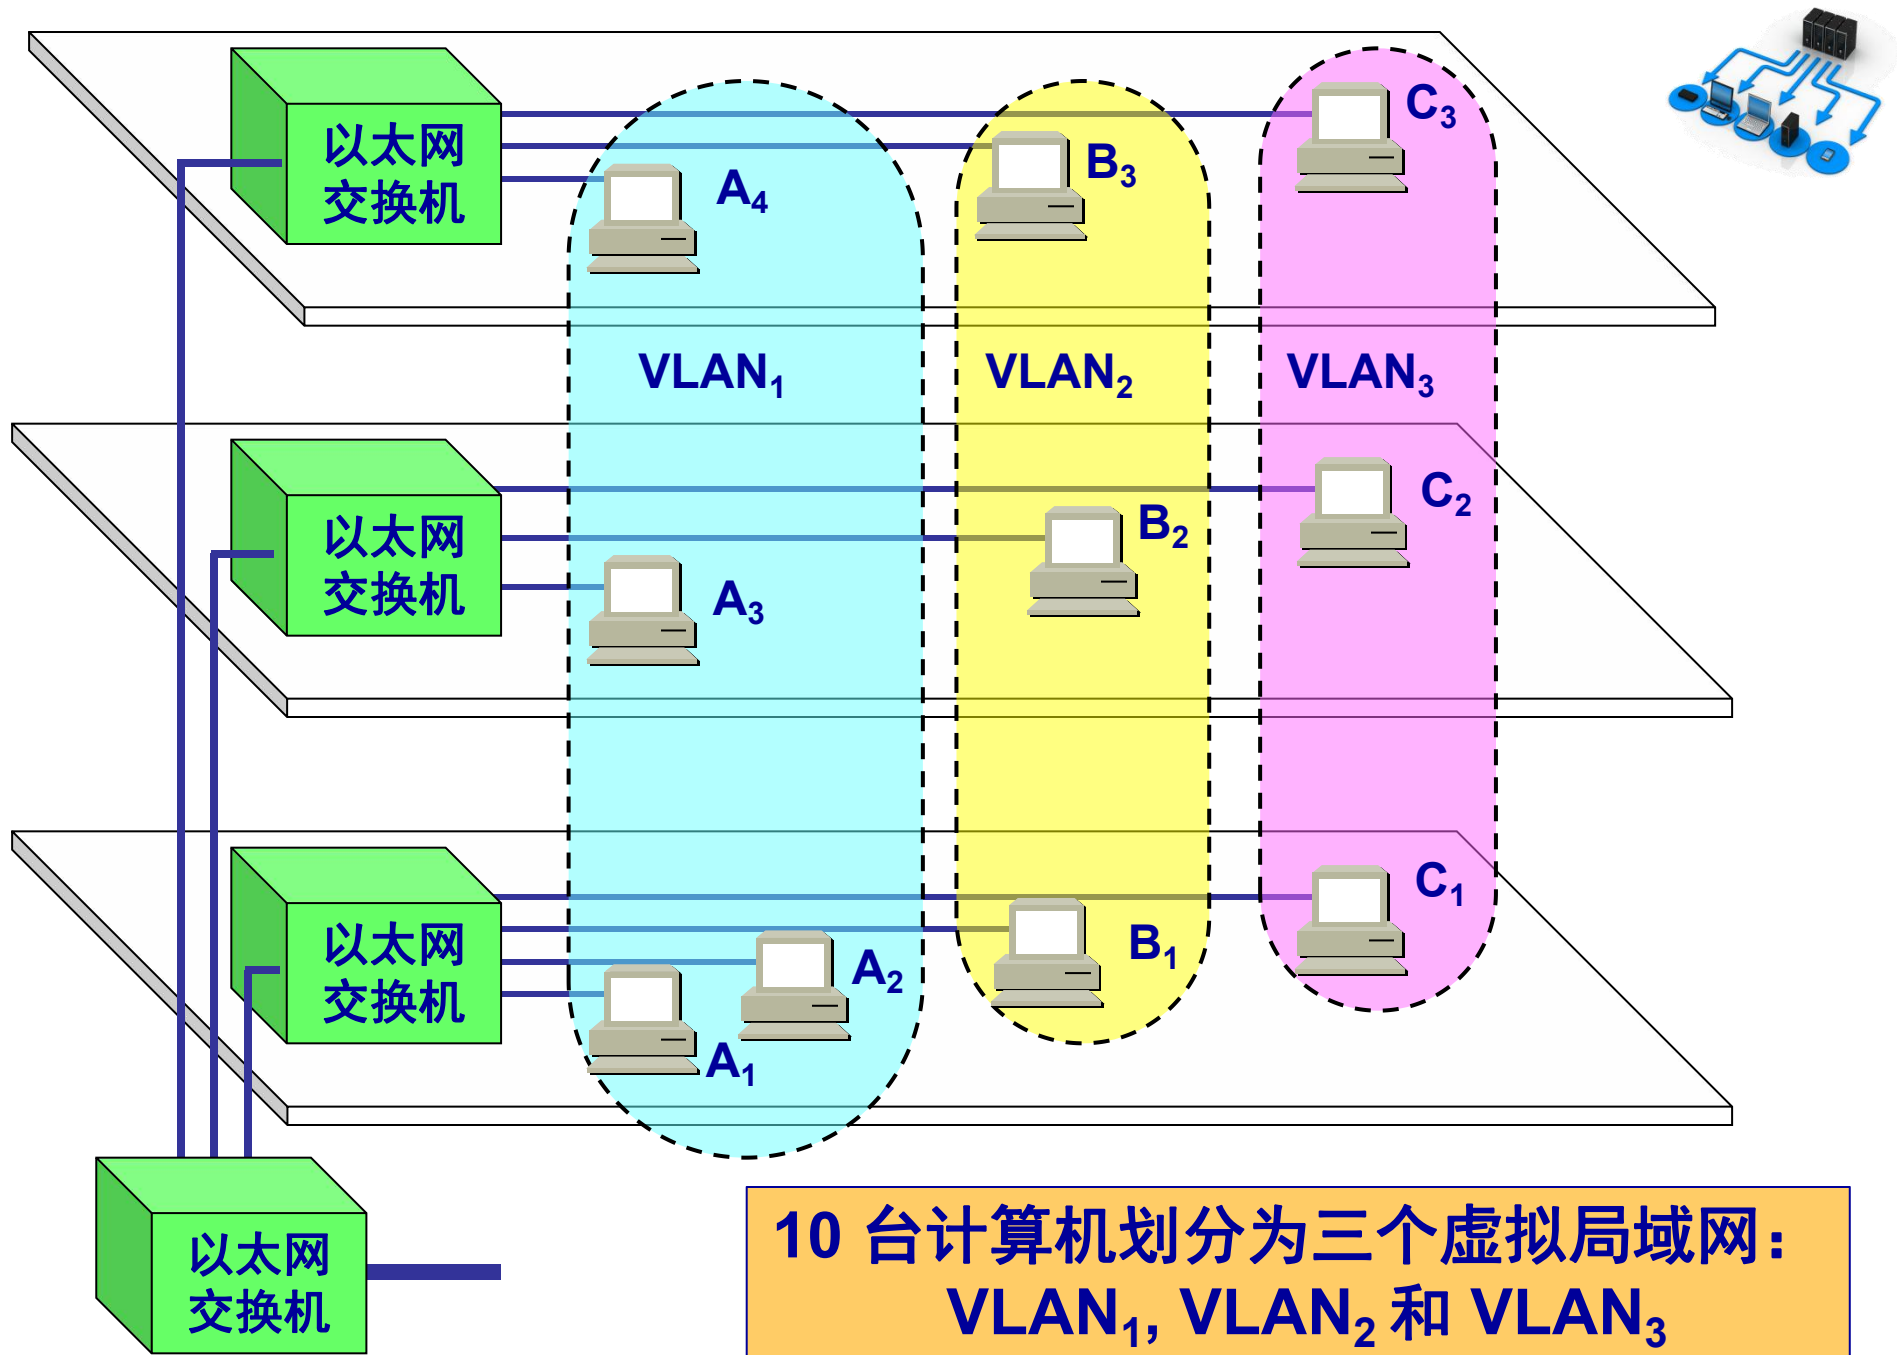 以太网
交换机
A4
B3
C3
VLAN1
VLAN2
VLAN3
以太网
交换机
A3
B2
C2
以太网
交换机
A1
A2
B1
C1
以太网
交换机
10 台计算机划分为三个虚拟局域网：
VLAN1, VLAN2 和 VLAN3